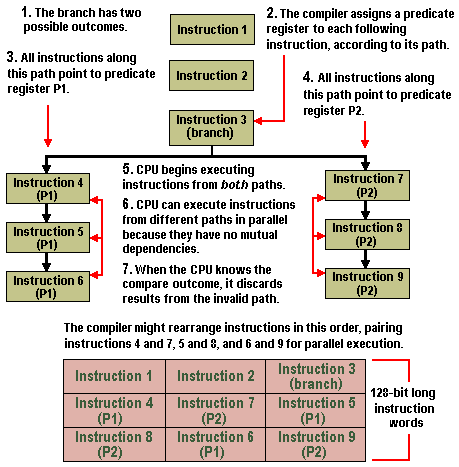 1. The branch has two
possible outcomes.
2. The compiler assigns a predicate
register to each following
instruction, according to its path.
3. All instructions along
this path point to predicate
register P1.
4. All instructions along
this path point to predicate
register P2.
Instruction 1
Instruction 2
Instruction 3
(branch)
Instruction 4
(P1)
Instruction 5
(P1)
Instruction 6
(P1)
5. CPU begins executing
instructions from both paths.
6. CPU can execute instructions
from different paths in parallel
because they have no mutual
dependencies.
7. When the CPU knows the
compare outcome, it discards
results from the invalid path.
Instruction 7
(P2)
Instruction 8
(P2)
Instruction 9
(P2)
The compiler might rearrange instructions in this order, pairing
instructions 4 and 7, 5 and 8, and 6 and 9 for parallel execution.
Instruction 1
Instruction 2
Instruction 3
(branch)
Instruction 4
(P1)
Instruction 7
(P2)
Instruction 5
(P1)
Instruction 8
(P2)
Instruction 6
(P1)
Instruction 9
(P2)
128-bit long
instruction
words